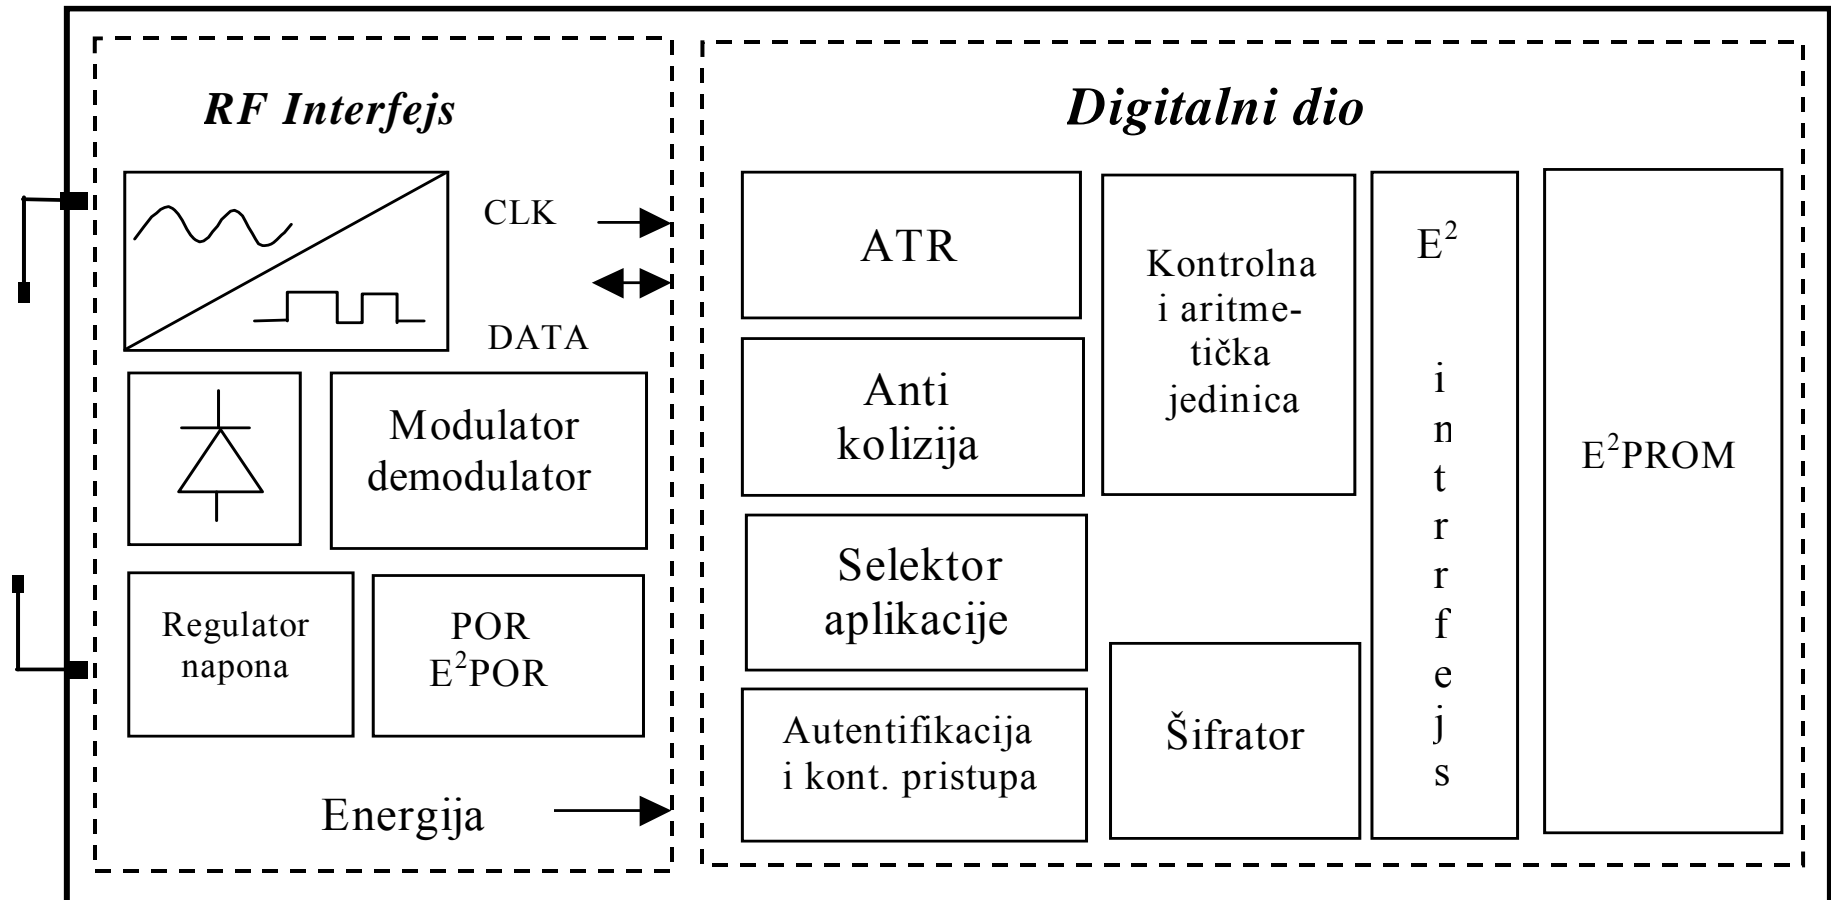 RF Interfejs
CLK
DATA
Modulator
demodulator
Regulator
napona
POR
E²POR
Energija
Digitalni dio
ATR
Anti
kolizija
Selektor
aplikacije
Autentifikacija
i kont. pristupa
Kontrolna
i aritme-
tička
jedinica
Šifrator
E²
i
n
t
r
r
f
e
j
s
E²PROM